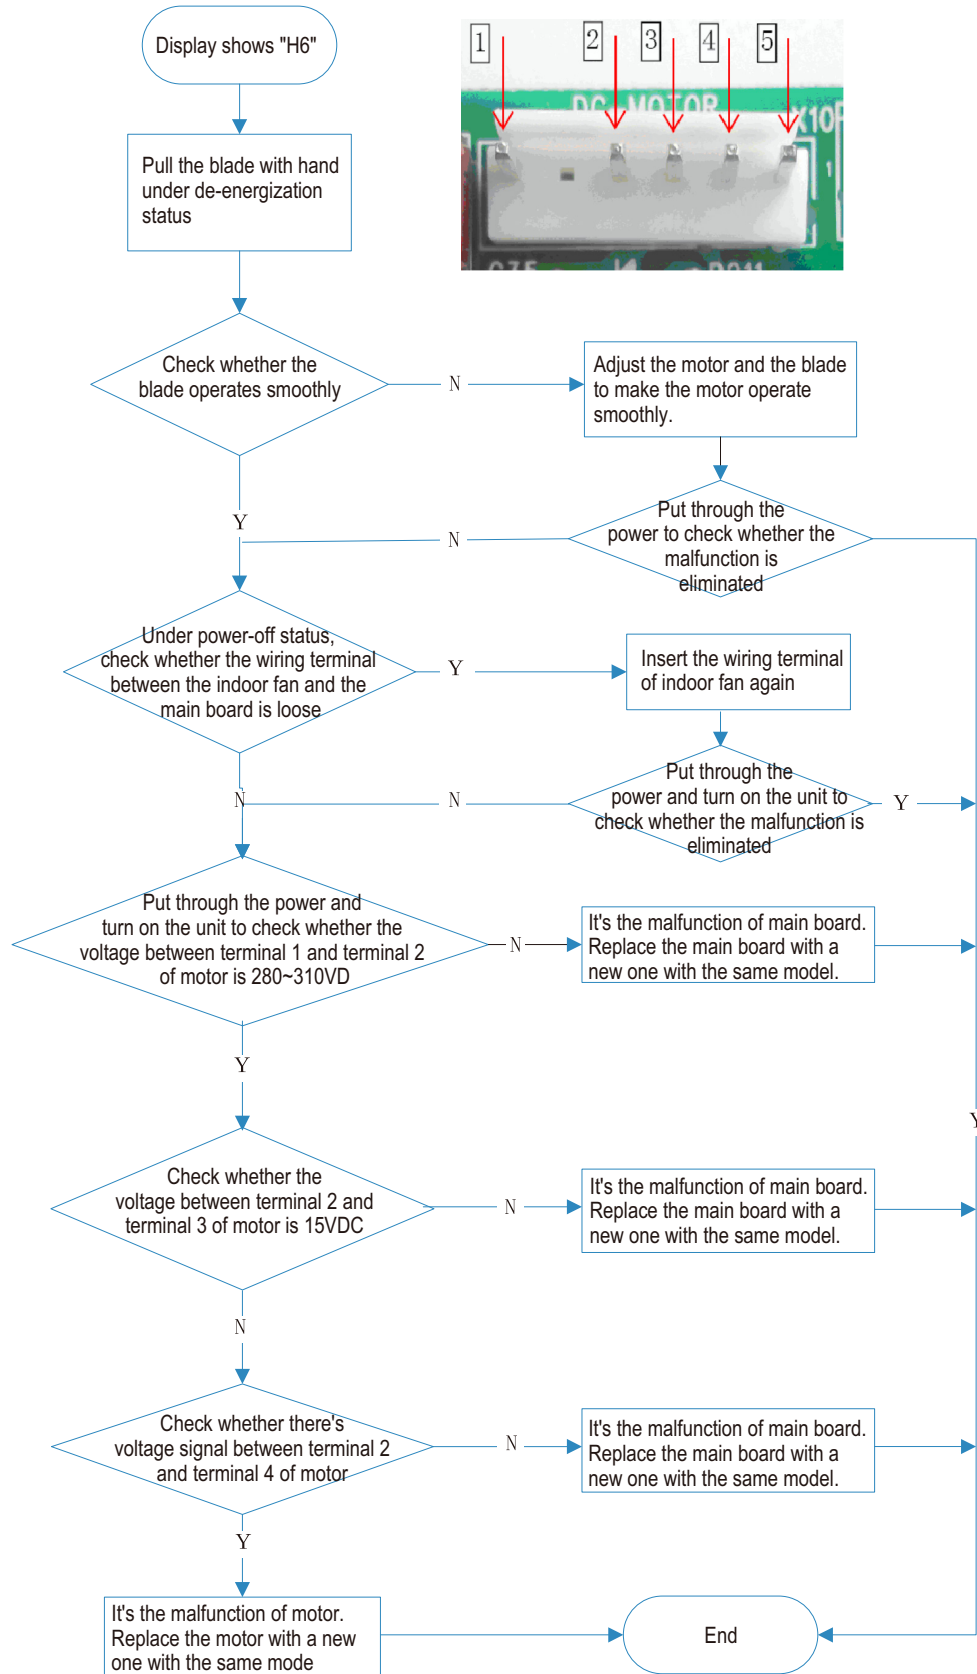 Display shows "H6"
1
2
3
4
5
DC-MOTOR
Pull the blade with hand
under de-energization
status
Check whether the
blade operates smoothly
N
Adjust the motor and the blade
to make the motor operate
smoothly.
Y
Put through the
power to check whether the
malfunction is
eliminated
N
Under power-off status,
check whether the wiring terminal
between the indoor fan and the
main board is loose
Y
Insert the wiring terminal
of indoor fan again
N
Put through the
power and turn on the unit to
check whether the malfunction is
eliminated
N
Y
Put through the power and
turn on the unit to check whether the
voltage between terminal 1 and terminal 2
of motor is 280~310VD
N
It's the malfunction of main board.
Replace the main board with a
new one with the same model.
Y
Y
Check whether the
voltage between terminal 2 and
terminal 3 of motor is 15VDC
N
It's the malfunction of main board.
Replace the main board with a
new one with the same model.
N
Check whether there's
voltage signal between terminal 2
and terminal 4 of motor
N
It's the malfunction of main board.
Replace the main board with a
new one with the same model.
Y
It's the malfunction of motor.
Replace the motor with a new
one with the same mode
End